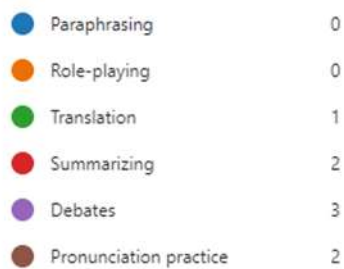 Paraphrasing 0
Role-playing 0
Translation 1
Summarizing 2
Debates 3
Pronunciation practice 2